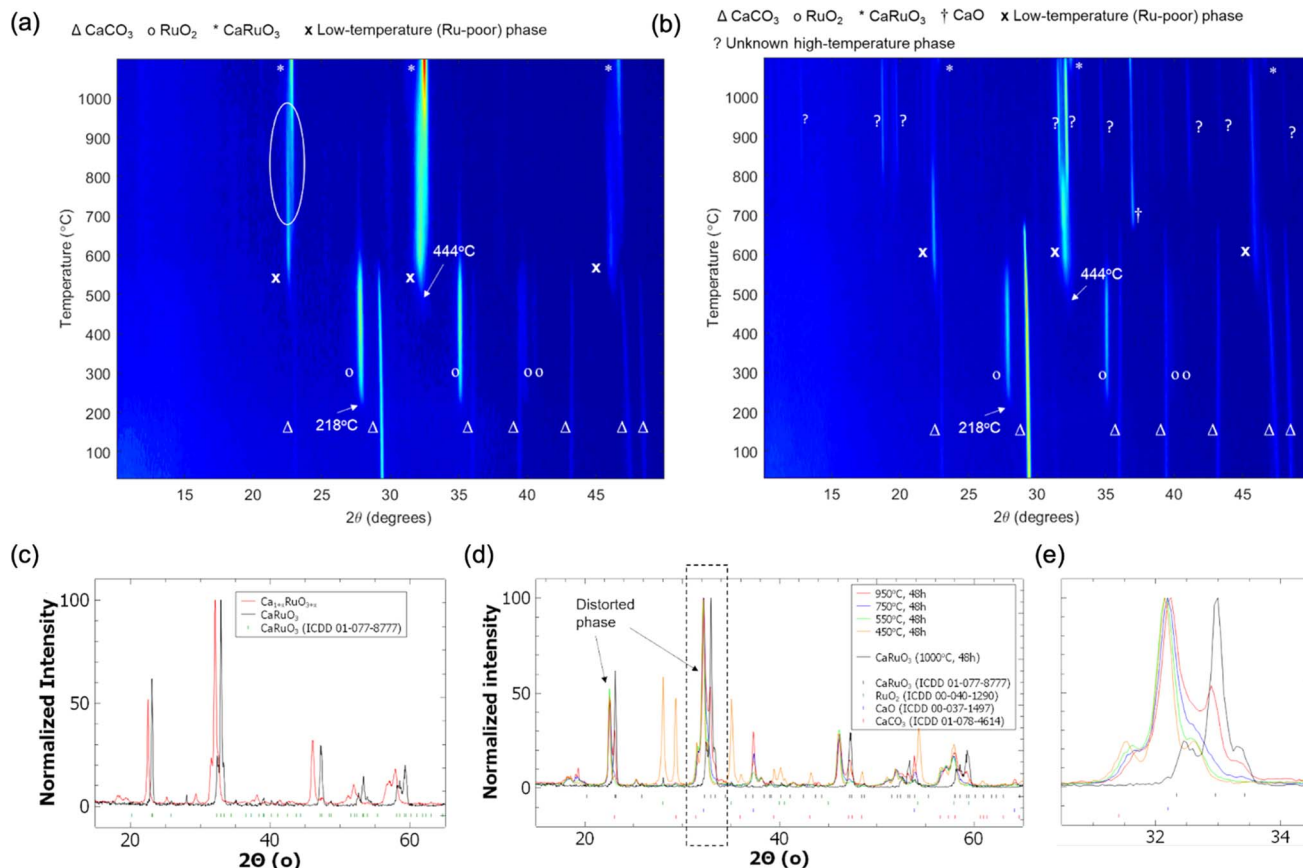 (a)
Δ CaCO₃ o RuO₂ * CaRuO₃ x Low-temperature (Ru-poor) phase
* * *
1000
900
800
700
600
500
400
300
200
100
Temperature (°C)
x x x
444°C
o o o o
218°C
Δ Δ Δ Δ Δ Δ Δ
15 20 25 30 35 40 45
2θ (degrees)
(b)
Δ CaCO₃ o RuO₂ * CaRuO₃ † CaO x Low-temperature (Ru-poor) phase
? Unknown high-temperature phase
* * *
? ? ? ? ? ? ? ? ?
1000
900
800
700
600
500
400
300
200
100
Temperature (°C)
†
x x x
444°C
o o o o
218°C
Δ Δ Δ Δ Δ Δ Δ
15 20 25 30 35 40 45
2θ (degrees)
(c)
Normalized Intensity
100
50
0
Ca₁₊ₓRuO₃₊ₓ
CaRuO₃
CaRuO₃ (ICDD 01-077-8777)
20 40 60
2Θ (o)
(d)
Normalized intensity
100
50
0
Distorted
phase
950°C, 48h
750°C, 48h
550°C, 48h
450°C, 48h
CaRuO₃ (1000°C, 48h)
CaRuO₃ (ICDD 01-077-8777)
RuO₂ (ICDD 00-040-1290)
CaO (ICDD 00-037-1497)
CaCO₃ (ICDD 01-078-4614)
20 40 60
2Θ (o)
(e)
32 34